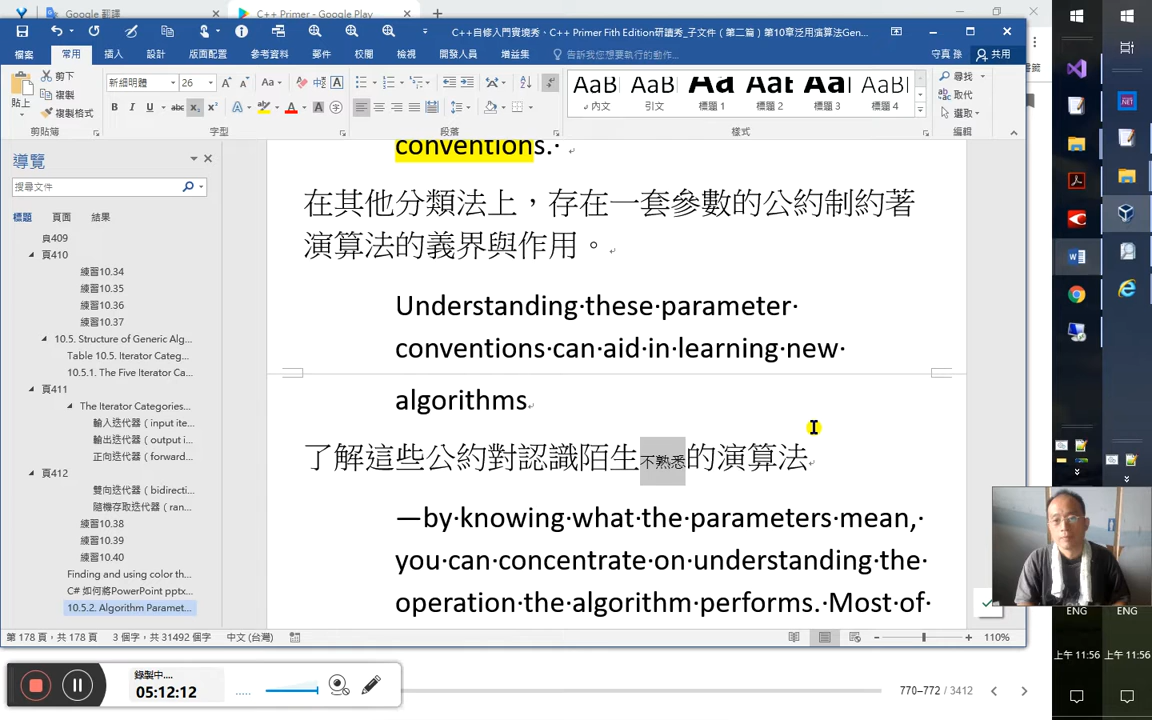 Google 翻譯
C++ Primer - Google Play
C++自修入門實境秀、C++ Primer Fifth Edition研讀秀_子文件（第二篇）第10章泛用演算法Gen...
檔案 常用 插入 設計 版面配置 參考資料 郵件 校閱 檢視 開發人員 增益集 告訴我您想要執行的動作... 守真 孫 共用
貼上 剪下 複製 複製格式 剪貼簿
新細明體 26 字型
段落
AaB AaB AaB AaB AaB AaB
內文 引文 標題 1 標題 2 標題 3 標題 4
樣式
尋找 取代 選取 編輯
導覽
搜尋文件
標題 頁面 結果
頁409
頁410
練習10.34
練習10.35
練習10.36
練習10.37
10.5. Structure of Generic Alg...
Table 10.5. Iterator Categ...
10.5.1. The Five Iterator Ca...
頁411
The Iterator Categories...
輸入迭代器（input ite...
輸出迭代器（output i...
正向迭代器（forward...
頁412
雙向迭代器（bidirecti...
隨機存取迭代器（ran...
練習10.38
練習10.39
練習10.40
Finding and using color th...
C# 如何將PowerPoint pptx...
10.5.2. Algorithm Paramet...
conventions.
在其他分類法上，存在一套參數的公約制約著
演算法的義界與作用。
Understanding these parameter
conventions can aid in learning new
algorithms
了解這些公約對認識陌生不熟悉的演算法
—by knowing what the parameters mean,
you can concentrate on understanding the
operation the algorithm performs. Most of
第 178 頁，共 178 頁 3 個字，共 31492 個字 中文 (台灣) 110%
錄製中....
05:12:12
770–772 / 3412
ENG ENG
上午 11:56 上午 11:56